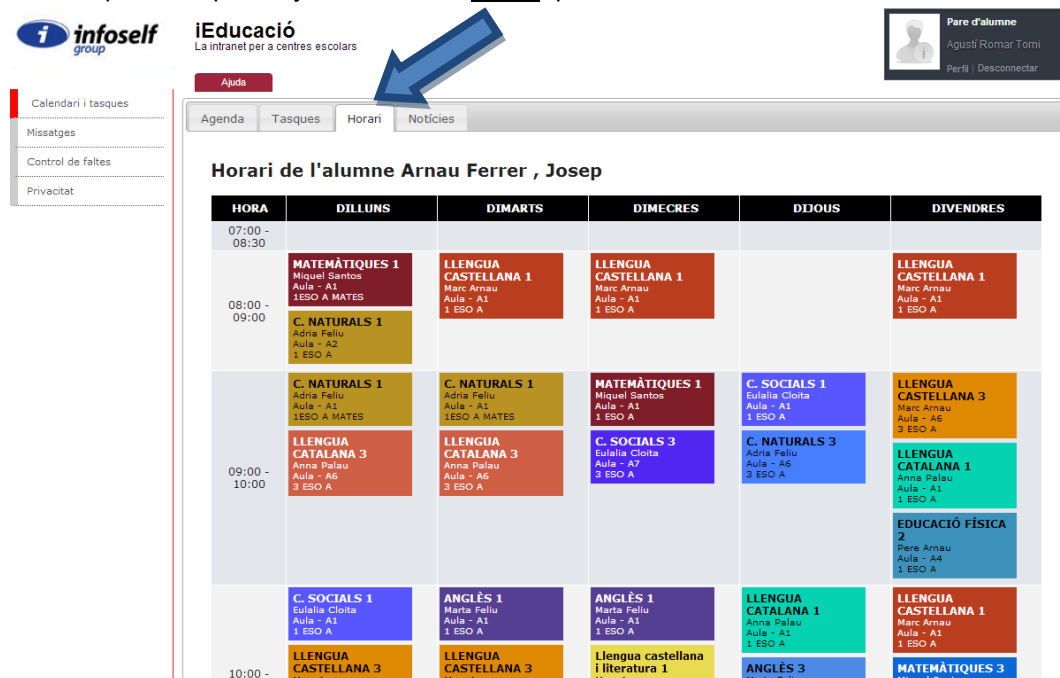 infoself
group
iEducació
La intranet per a centres escolars
Ajuda
Pare d'alumne
Agustí Romar Torni
Perfil | Desconnectar
Calendari i tasques
Missatges
Control de faltes
Privacitat
Agenda Tasques Horari Notícies
Horari de l'alumne Arnau Ferrer , Josep
HORA DILLUNS DIMARTS DIMECRES DIJOUS DIVENDRES
07:00 -
08:30
08:00 -
09:00
MATEMÀTIQUES 1
Miquel Santos
Aula - A1
1ESO A MATES
C. NATURALS 1
Adria Feliu
Aula - A2
1 ESO A
LLENGUA
CASTELLANA 1
Marc Arnau
Aula - A1
1 ESO A
LLENGUA
CASTELLANA 1
Marc Arnau
Aula - A1
1 ESO A
LLENGUA
CASTELLANA 1
Marc Arnau
Aula - A1
1 ESO A
09:00 -
10:00
C. NATURALS 1
Adria Feliu
Aula - A1
1ESO A MATES
LLENGUA
CATALANA 3
Anna Palau
Aula - A6
3 ESO A
C. NATURALS 1
Adria Feliu
Aula - A1
1ESO A MATES
LLENGUA
CATALANA 3
Anna Palau
Aula - A6
3 ESO A
MATEMÀTIQUES 1
Miquel Santos
Aula - A1
1 ESO A
C. SOCIALS 3
Eulalia Cloita
Aula - A7
3 ESO A
C. SOCIALS 1
Eulalia Cloita
Aula - A1
1 ESO A
C. NATURALS 3
Adria Feliu
Aula - A6
3 ESO A
LLENGUA
CASTELLANA 3
Marc Arnau
Aula - A6
3 ESO A
LLENGUA
CATALANA 1
Anna Palau
Aula - A1
1 ESO A
EDUCACIÓ FÍSICA
2
Pere Arnau
Aula - A4
1 ESO A
10:00 -
C. SOCIALS 1
Eulalia Cloita
Aula - A1
1 ESO A
LLENGUA
CASTELLANA 3
ANGLÈS 1
Marta Feliu
Aula - A1
1 ESO A
LLENGUA
CASTELLANA 3
ANGLÈS 1
Marta Feliu
Aula - A1
1 ESO A
Llengua castellana
i literatura 1
LLENGUA
CATALANA 1
Anna Palau
Aula - A1
1 ESO A
ANGLÈS 3
LLENGUA
CASTELLANA 1
Marc Arnau
Aula - A1
1 ESO A
MATEMÀTIQUES 3